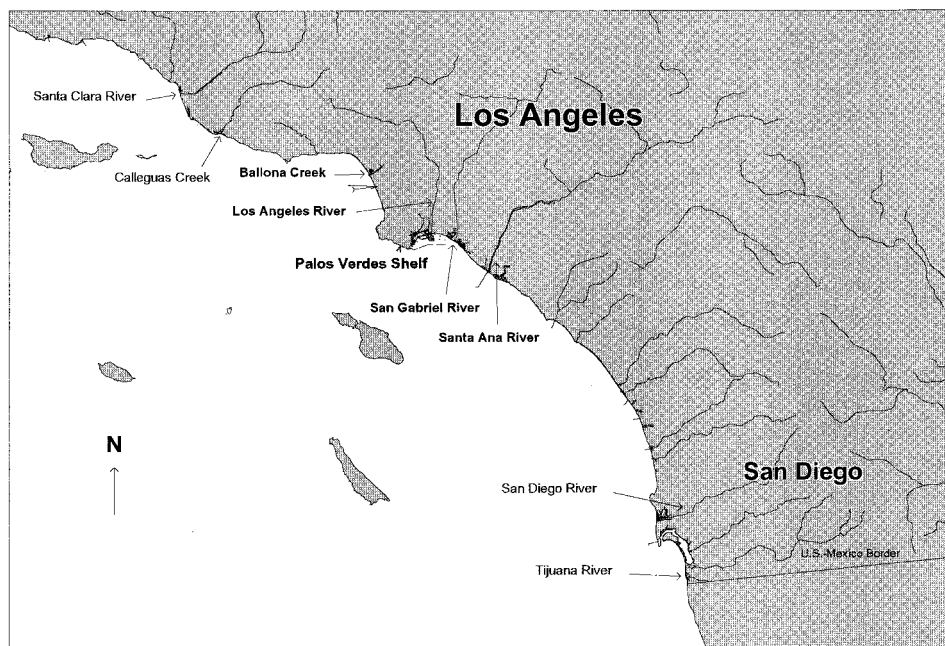 Los Angeles
Santa Clara River
Calleguas Creek
Ballona Creek
Los Angeles River
Palos Verdes Shelf
San Gabriel River
Santa Ana River
N
San Diego
San Diego River
U.S.-Mexico Border
Tijuana River